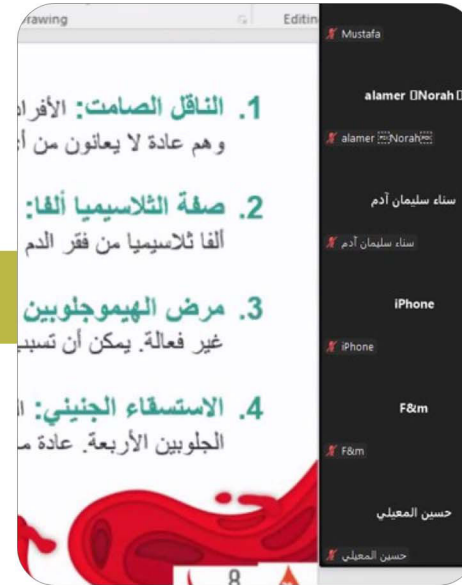 rawing
Editin
1. الناقل الصامت: الأفراد
وهم عادة لا يعانون من أ
2. صفة الثلاسيميا ألفا:
ألفا ثلاسيميا من فقر الدم
3. مرض الهيموجلوبين
غير فعالة. يمكن أن تسبب
4. الاستسقاء الجنيني: ا
الجلوبين الأربعة. عادة م
8
Mustafa
alamer Norah
alamer Norah
سناء سليمان آدم
سناء سليمان آدم
iPhone
iPhone
F&m
F&m
حسين المعيلي
حسين المعيلي